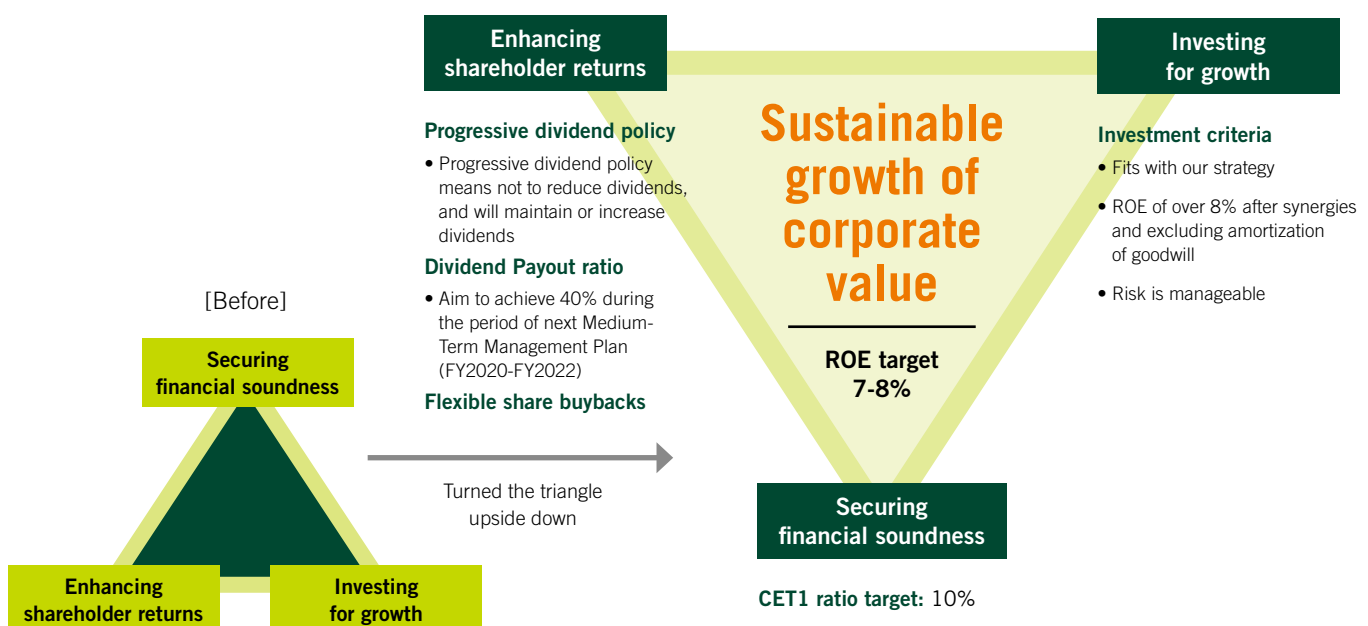 Enhancing
shareholder returns
Progressive dividend policy
• Progressive dividend policy
means not to reduce dividends,
and will maintain or increase
dividends
Dividend Payout ratio
• Aim to achieve 40% during
the period of next Medium-
Term Management Plan
(FY2020-FY2022)
Flexible share buybacks
Sustainable
growth of
corporate
value
ROE target
7-8%
Investing
for growth
Investment criteria
• Fits with our strategy
• ROE of over 8% after synergies
and excluding amortization
of goodwill
• Risk is manageable
[Before]
Securing
financial soundness
Enhancing
shareholder returns
Investing
for growth
Turned the triangle
upside down
Securing
financial soundness
CET1 ratio target: 10%